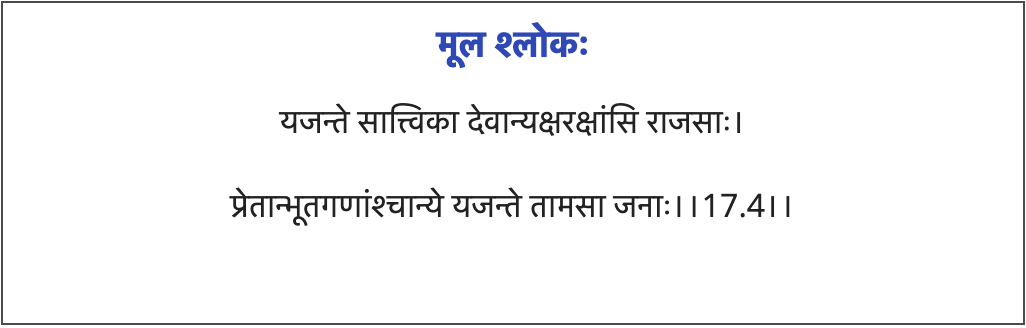 मूल श्लोकः
यजन्ते सात्त्विका देवान्यक्षरक्षांसि राजसाः।
प्रेतान्भूतगणांश्चान्ये यजन्ते तामसा जनाः।।17.4।।